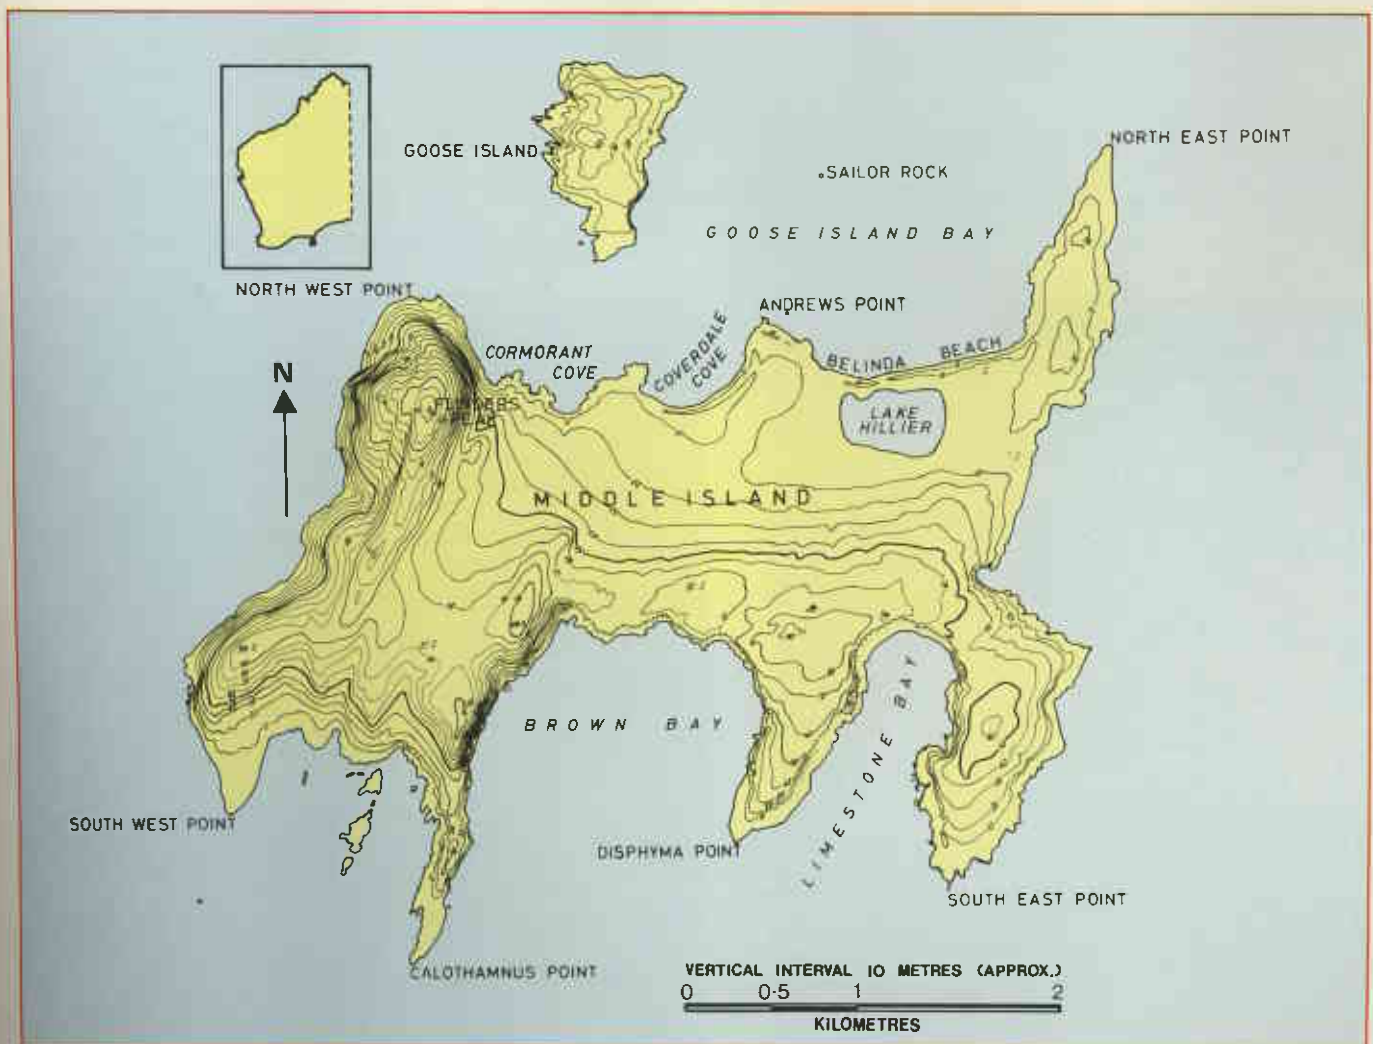 GOOSE ISLAND
NORTH EAST POINT
SAILOR ROCK
GOOSE ISLAND BAY
NORTH WEST POINT
ANDREWS POINT
CORMORANT
COVE
COVERDALE
COVE
BELINDA BEACH
N
FLINDERS
PEAK
LAKE
HILLIER
MIDDLE ISLAND
BROWN BAY
LIMESTONE BAY
SOUTH WEST POINT
DISPHYMA POINT
SOUTH EAST POINT
CALOTHAMNUS POINT
VERTICAL INTERVAL 10 METRES (APPROX.)
0 0·5 1 2
KILOMETRES